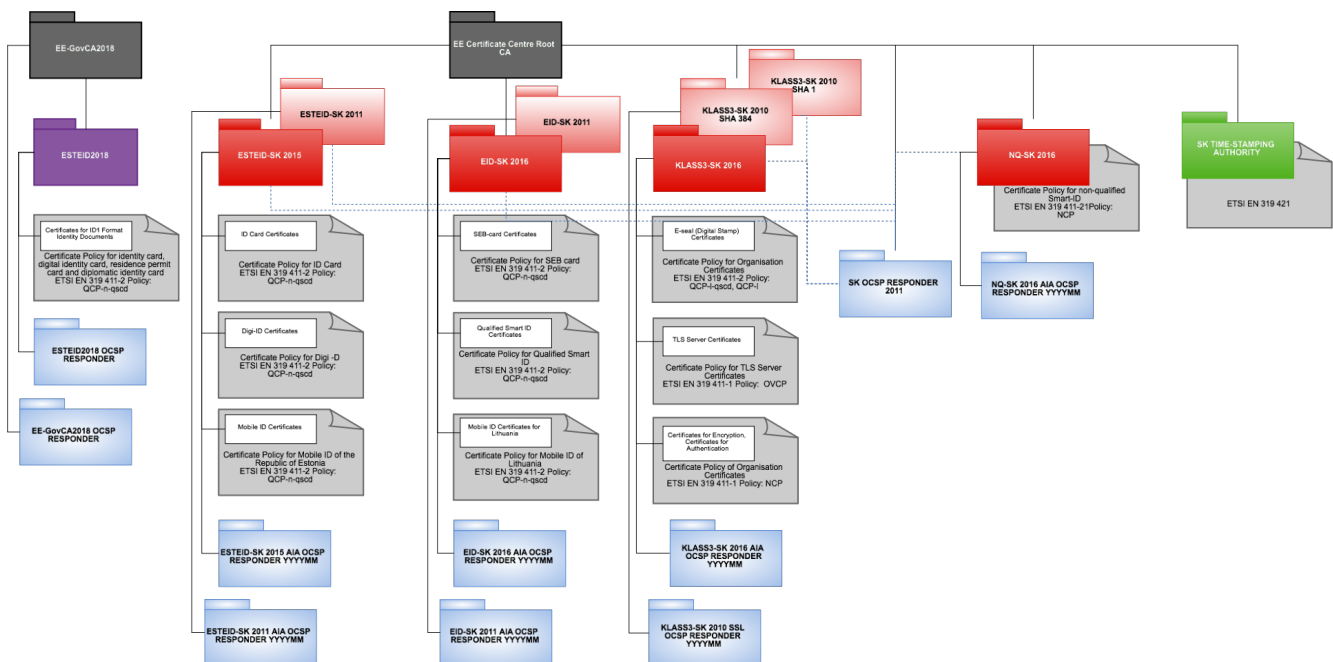 EE-GovCA2018
EE Certificate Centre Root
CA
KLASS3-SK 2010
SHA 1
ESTEID-SK 2011
EID-SK 2011
KLASS3-SK 2010
SHA 384
ESTEID2018
ESTEID-SK 2015
EID-SK 2016
KLASS3-SK 2016
NQ-SK 2016
SK TIME-STAMPING
AUTHORITY
Certificate Policy for non-qualified
Smart-ID
ETSI EN 319 411-21Policy:
NCP
ETSI EN 319 421
Certificates for ID1 Format
Identity Documents
Certificate Policy for identity card,
digital identity card, residence permit
card and diplomatic identity card
ETSI EN 319 411-2 Policy:
QCP-n-qscd
ID Card Certificates
Certificate Policy for ID Card
ETSI EN 319 411-2 Policy:
QCP-n-qscd
SEB-card Certificates
Certificate Policy for SEB card
ETSI EN 319 411-2 Policy:
QCP-n-qscd
E-seal (Digital Stamp)
Certificates
Certificate Policy for Organisation
Certificates
ETSI EN 319 411-2 Policy:
QCP-l-qscd, QCP-l
SK OCSP RESPONDER
2011
NQ-SK 2016 AIA OCSP
RESPONDER YYYYMM
ESTEID2018 OCSP
RESPONDER
Digi-ID Certificates
Certificate Policy for Digi -D
ETSI EN 319 411-2 Policy:
QCP-n-qscd
Qualified Smart ID
Certificates
Certificate Policy for Qualified Smart
ID
ETSI EN 319 411-2 Policy:
QCP-n-qscd
TLS Server Certificates
Certificate Policy for TLS Server
Certificates
ETSI EN 319 411-1 Policy: OVCP
EE-GovCA2018 OCSP
RESPONDER
Mobile ID Certificates
Certificate Policy for Mobile ID of the
Republic of Estonia
ETSI EN 319 411-2 Policy:
QCP-n-qscd
Mobile ID Certificates for
Lithuania
Certificate Policy for Mobile ID of
Lithuania
ETSI EN 319 411-2 Policy:
QCP-n-qscd
Certificates for Encryption,
Certificates for
Authentication
Certificate Policy of Organisation
Certificates
ETSI EN 319 411-1 Policy: NCP
ESTEID-SK 2015 AIA OCSP
RESPONDER YYYYMM
EID-SK 2016 AIA OCSP
RESPONDER YYYYMM
KLASS3-SK 2016 AIA
OCSP RESPONDER
YYYYMM
ESTEID-SK 2011 AIA OCSP
RESPONDER YYYYMM
EID-SK 2011 AIA OCSP
RESPONDER YYYYMM
KLASS3-SK 2010 SSL
OCSP RESPONDER
YYYYMM